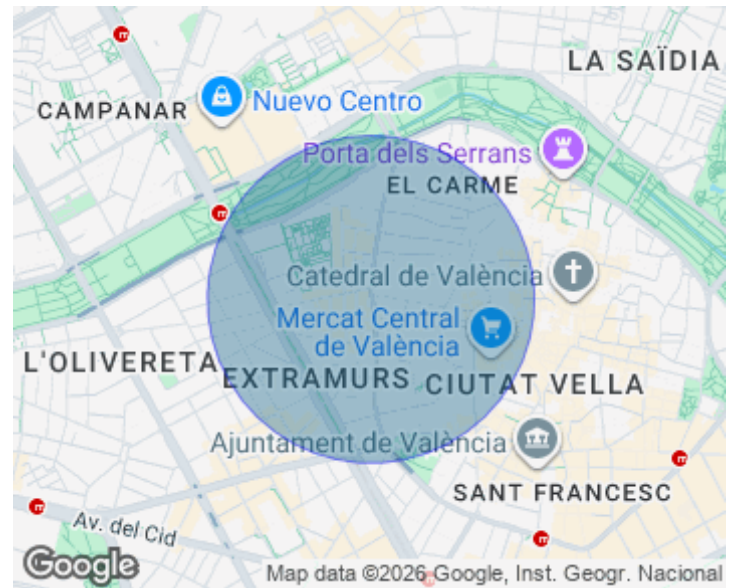 LA SAÏDIA
Nuevo Centro
CAMPANAR
Porta dels Serrans
EL CARME
Catedral de València
Mercat Central
de València
L'OLIVERETA
EXTRAMURS
CIUTAT VELLA
Ajuntament de València
SANT FRANCESC
Av. del Cid
Google
Map data ©2026 Google, Inst. Geogr. Nacional